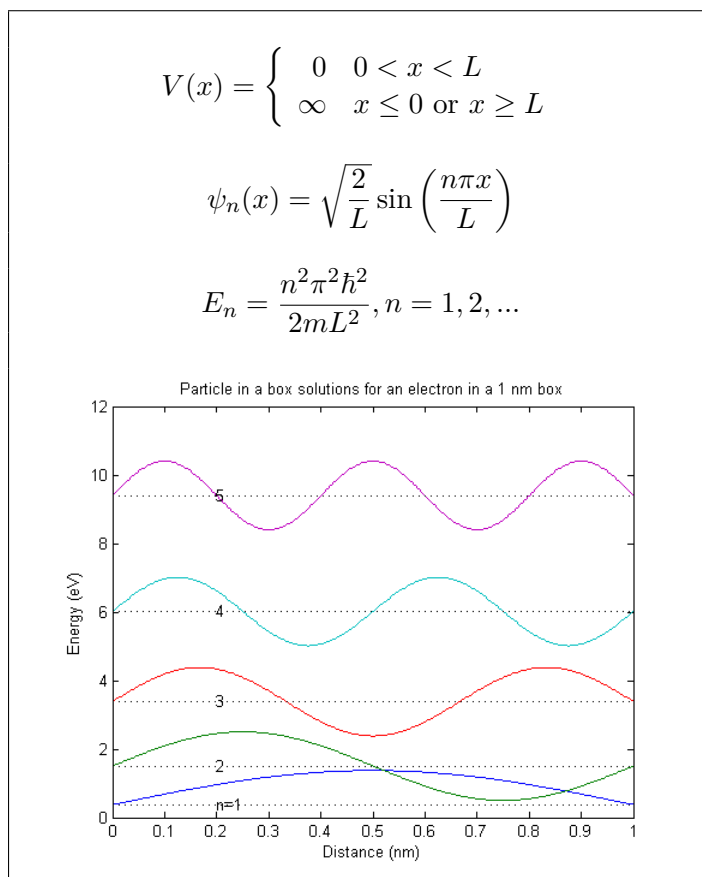 V(x) = { 0   0 < x < L
∞   x ≤ 0 or x ≥ L
ψ_n(x) = √(2/L) sin(nπx/L)
E_n = n²π²ℏ²/2mL², n = 1, 2, ...
Particle in a box solutions for an electron in a 1 nm box
12
10
8
6
4
2
0
Energy (eV)
5
4
3
2
n=1
0 0.1 0.2 0.3 0.4 0.5 0.6 0.7 0.8 0.9 1
Distance (nm)